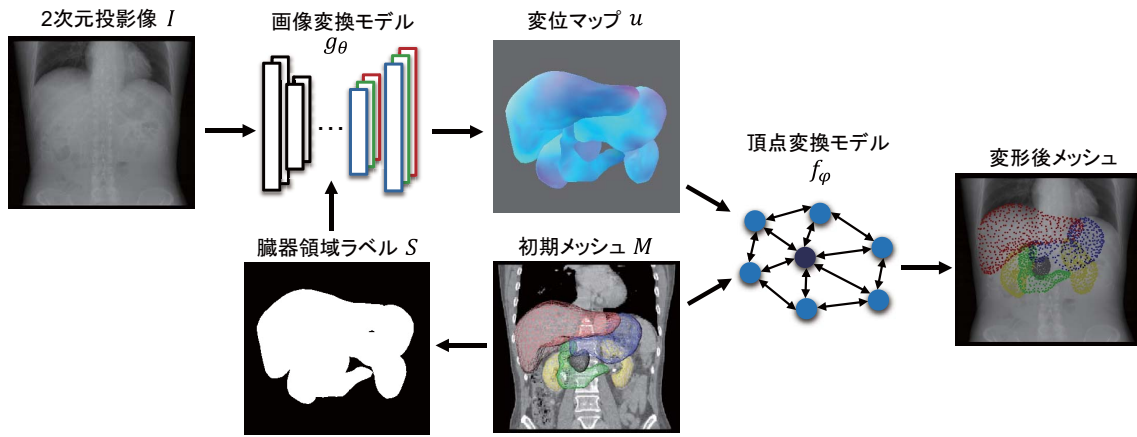 2次元投影像 I
画像変換モデル
gθ
変位マップ u
…
頂点変換モデル
fφ
変形後メッシュ
臓器領域ラベル S
初期メッシュ M